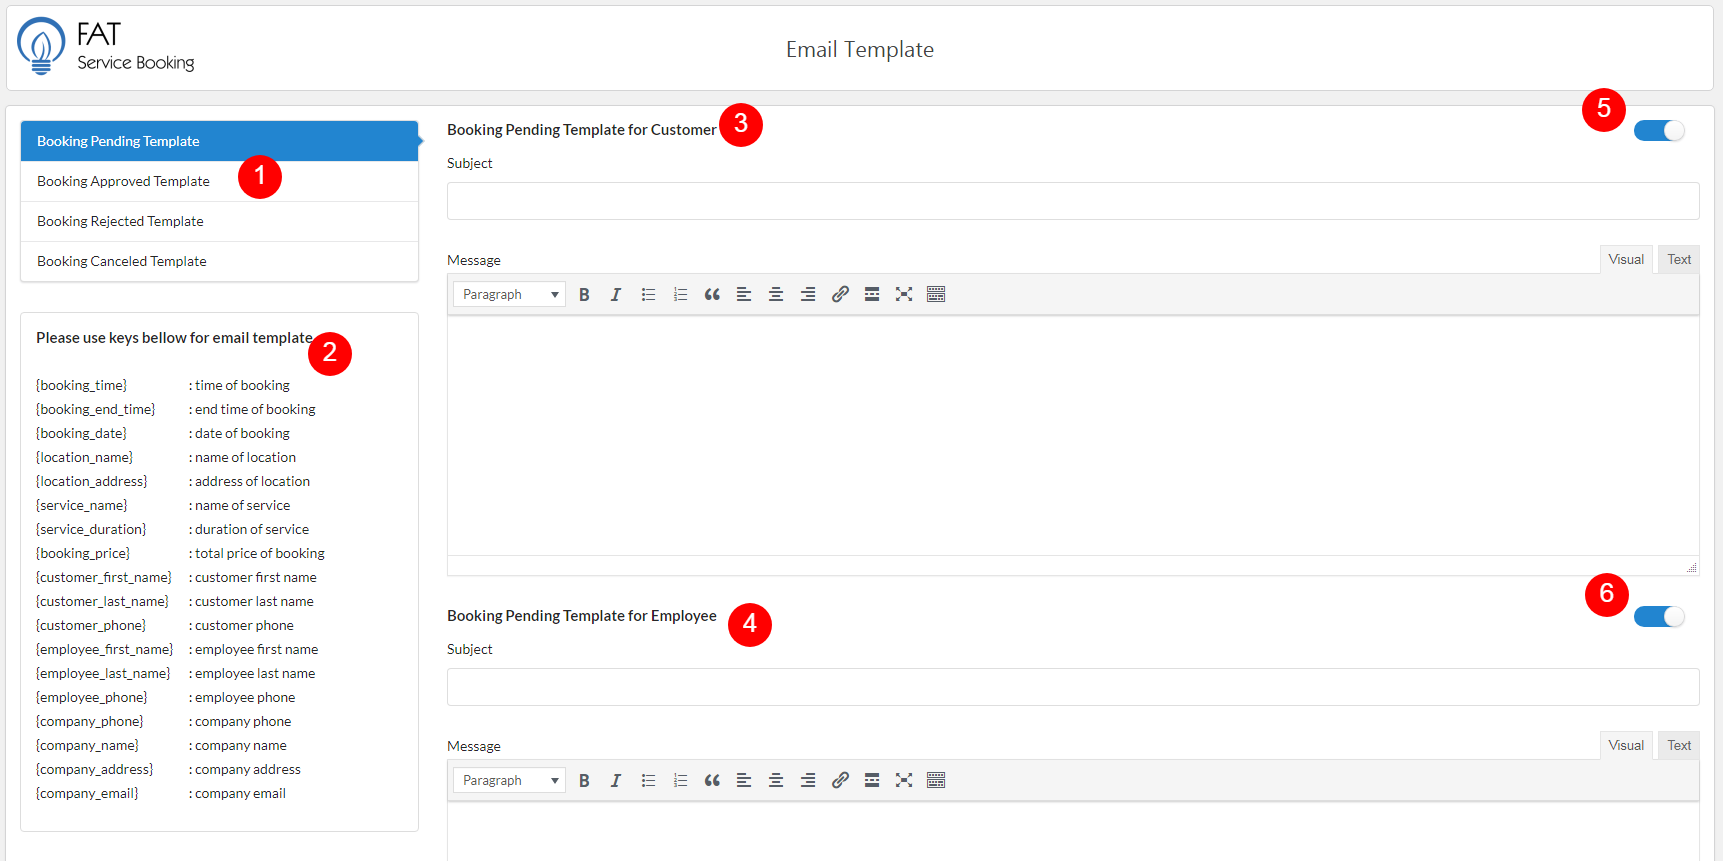 FAT
Service Booking
Email Template
Booking Pending Template
Booking Approved Template
1
Booking Rejected Template
Booking Canceled Template
Please use keys bellow for email template
2
{booking_time} : time of booking
{booking_end_time} : end time of booking
{booking_date} : date of booking
{location_name} : name of location
{location_address} : address of location
{service_name} : name of service
{service_duration} : duration of service
{booking_price} : total price of booking
{customer_first_name} : customer first name
{customer_last_name} : customer last name
{customer_phone} : customer phone
{employee_first_name} : employee first name
{employee_last_name} : employee last name
{employee_phone} : employee phone
{company_phone} : company phone
{company_name} : company name
{company_address} : company address
{company_email} : company email
Booking Pending Template for Customer
3
5
Subject
Message
Visual Text
Paragraph
Booking Pending Template for Employee
4
6
Subject
Message
Visual Text
Paragraph